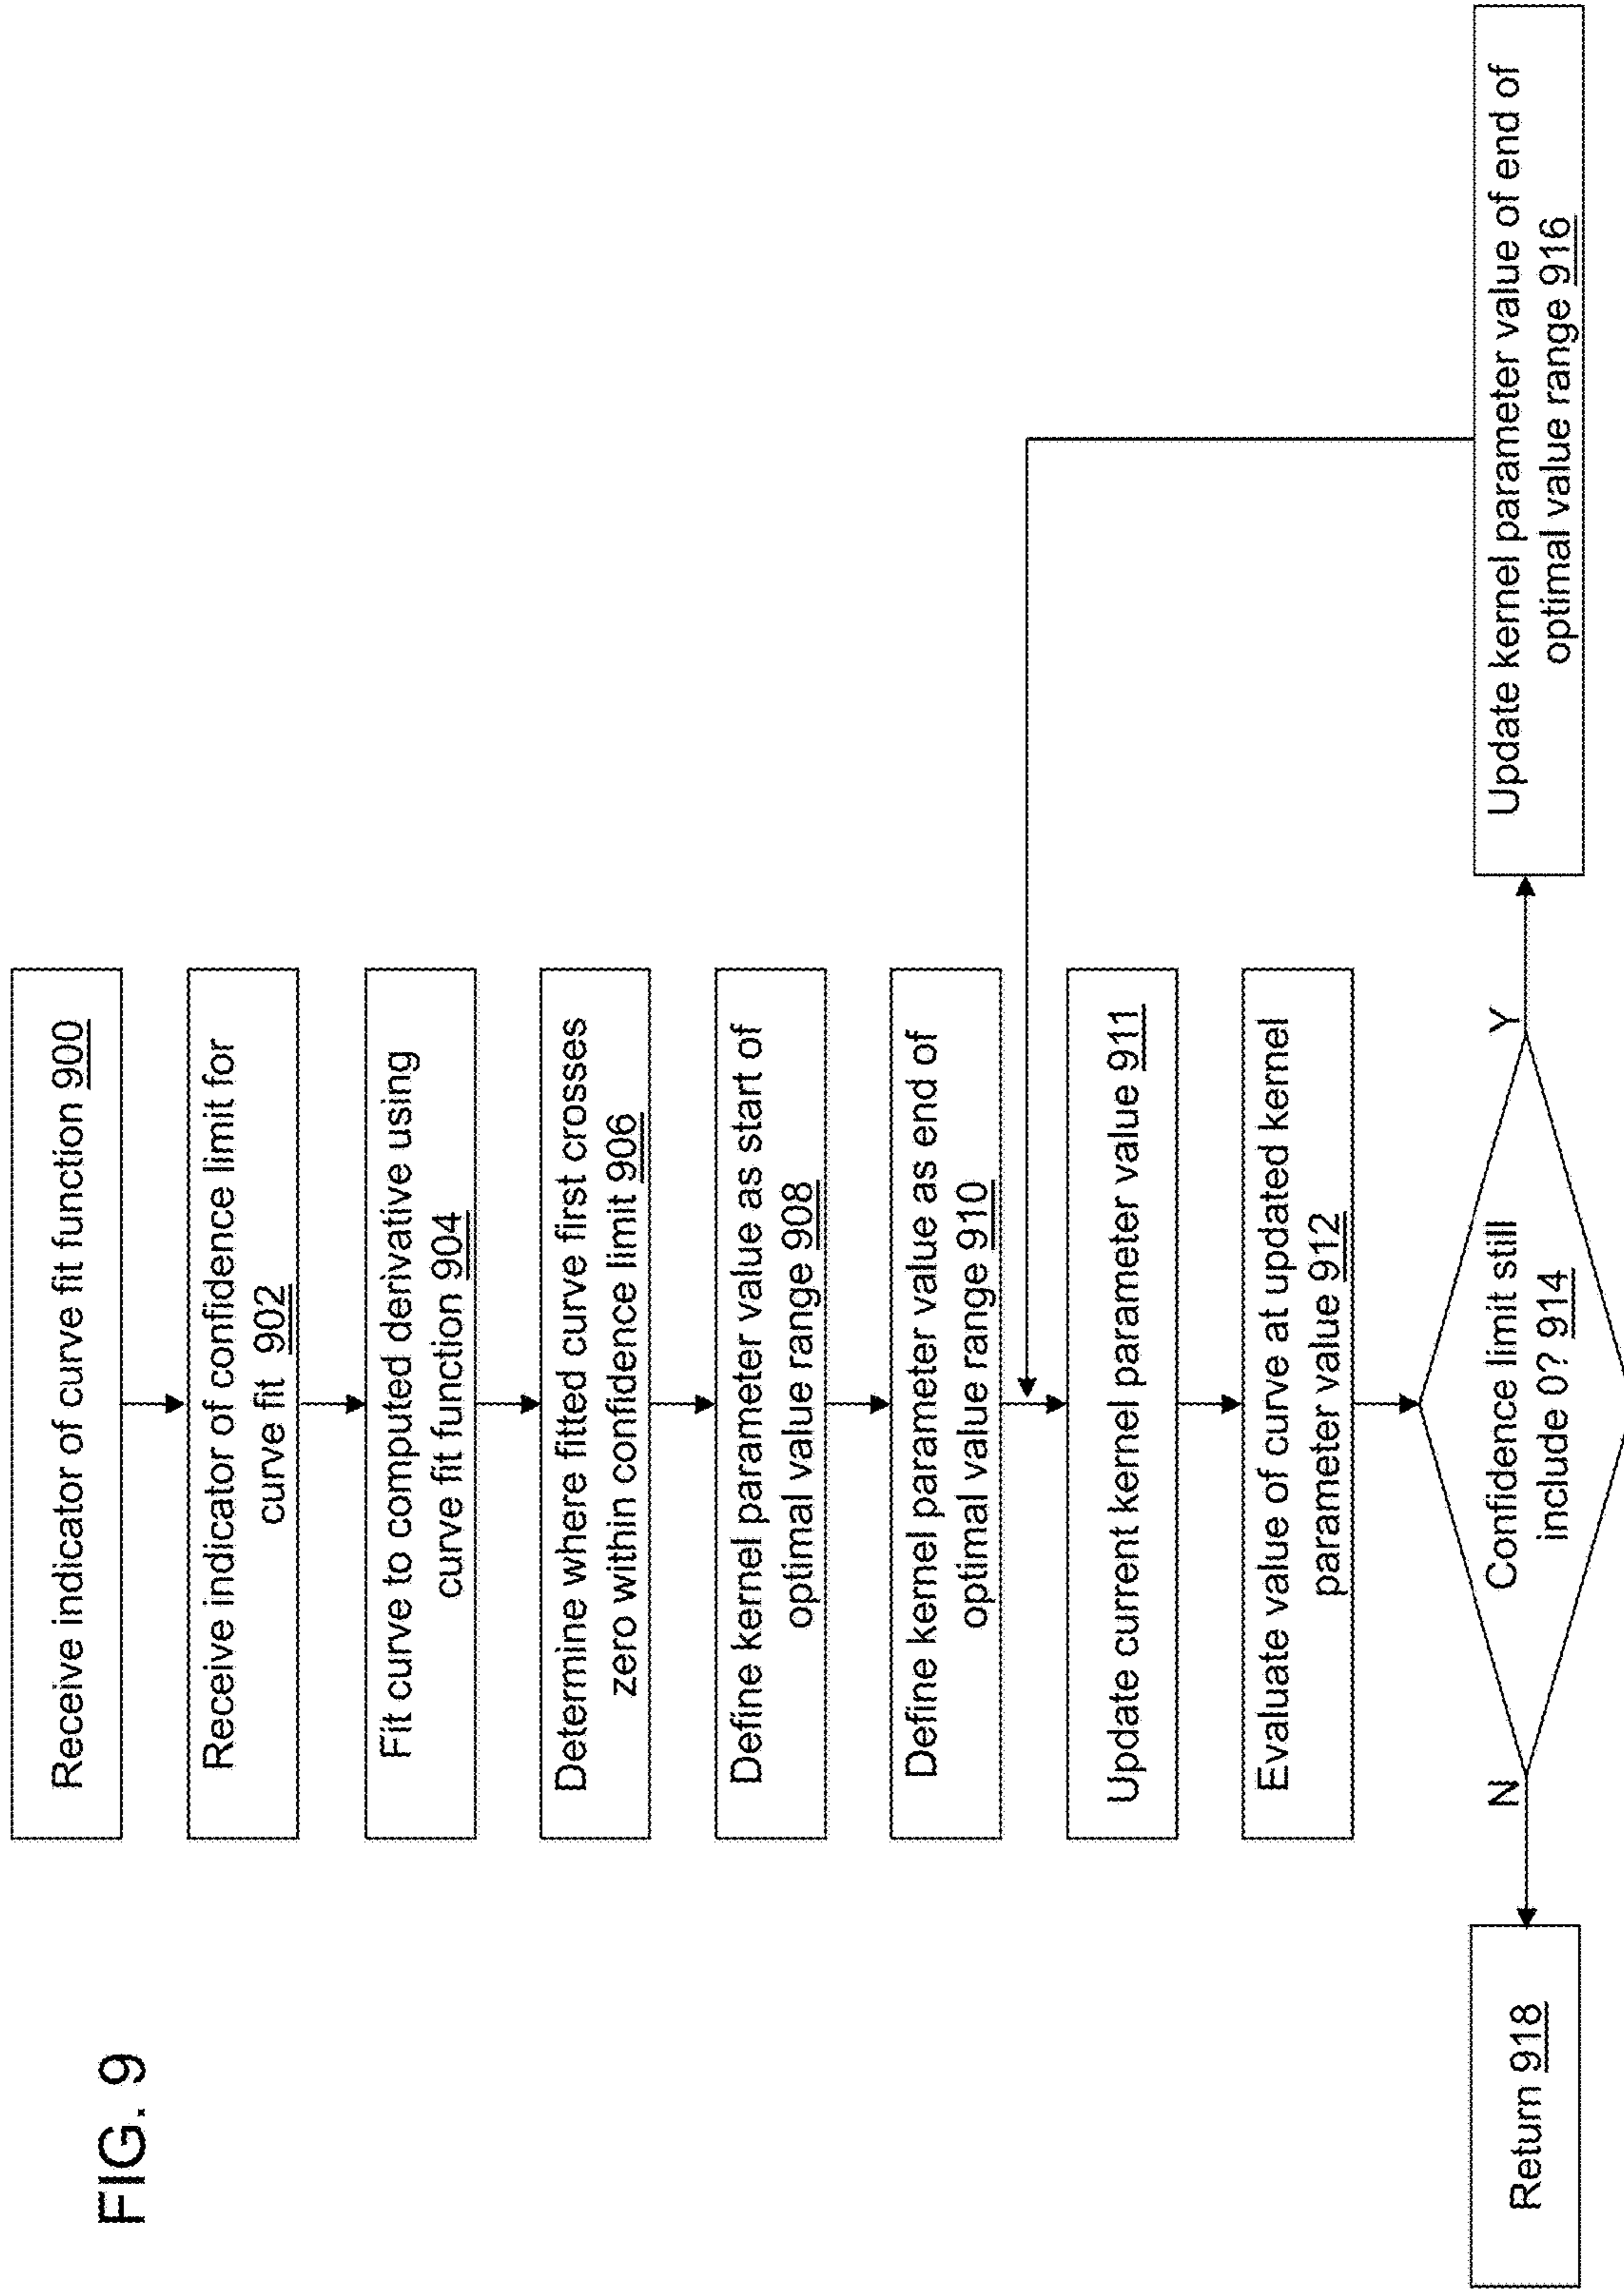 FIG. 9
Receive indicator of curve fit function 900
Receive indicator of confidence limit for
curve fit 902
Fit curve to computed derivative using
curve fit function 904
Determine where fitted curve first crosses
zero within confidence limit 906
Define kernel parameter value as start of
optimal value range 908
Define kernel parameter value as end of
optimal value range 910
Update current kernel parameter value 911
Evaluate value of curve at updated kernel
parameter value 912
Confidence limit still
include 0? 914
N
Y
Return 918
Update kernel parameter value of end of
optimal value range 916